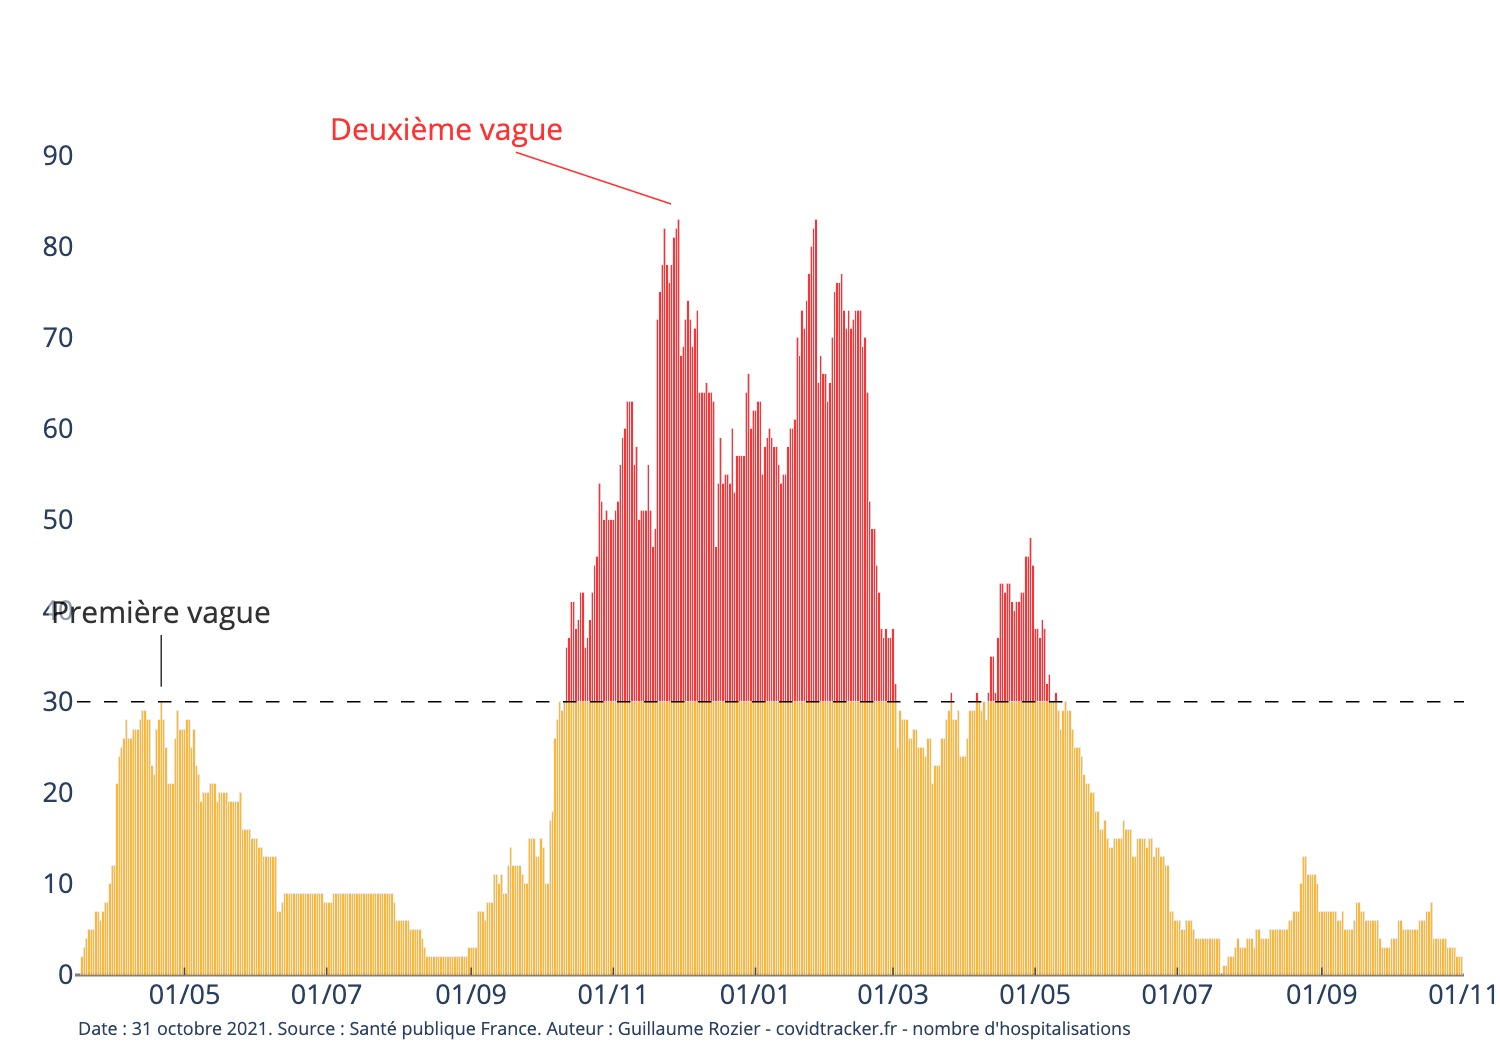 Deuxième vague
90
80
70
60
50
40
Première vague
30
20
10
0
01/05 01/07 01/09 01/11 01/01 01/03 01/05 01/07 01/09 01/11
Date : 31 octobre 2021. Source : Santé publique France. Auteur : Guillaume Rozier - covidtracker.fr - nombre d'hospitalisations